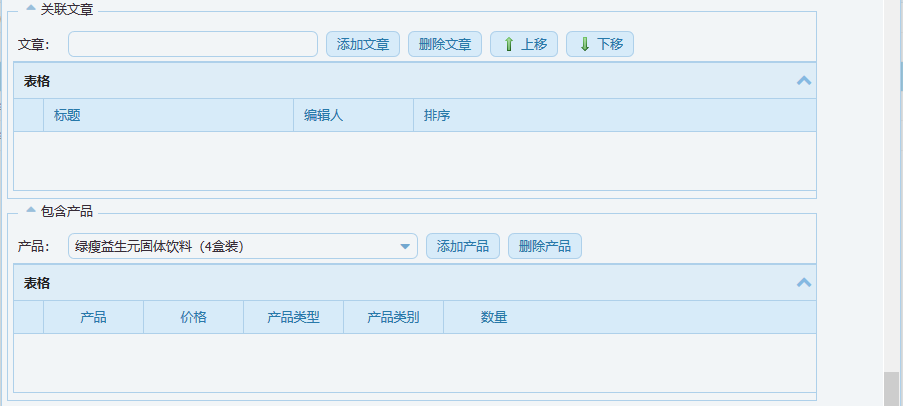 关联文章
文章： 添加文章 删除文章 上移 下移
表格
标题 编辑人 排序
包含产品
产品： 绿瘦益生元固体饮料（4盒装） 添加产品 删除产品
表格
产品 价格 产品类型 产品类别 数量